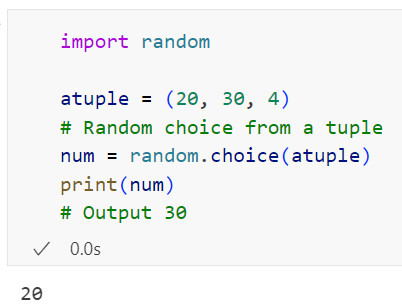 import random
atuple = (20, 30, 4)
# Random choice from a tuple
num = random.choice(atuple)
print(num)
# Output 30
0.0s
20